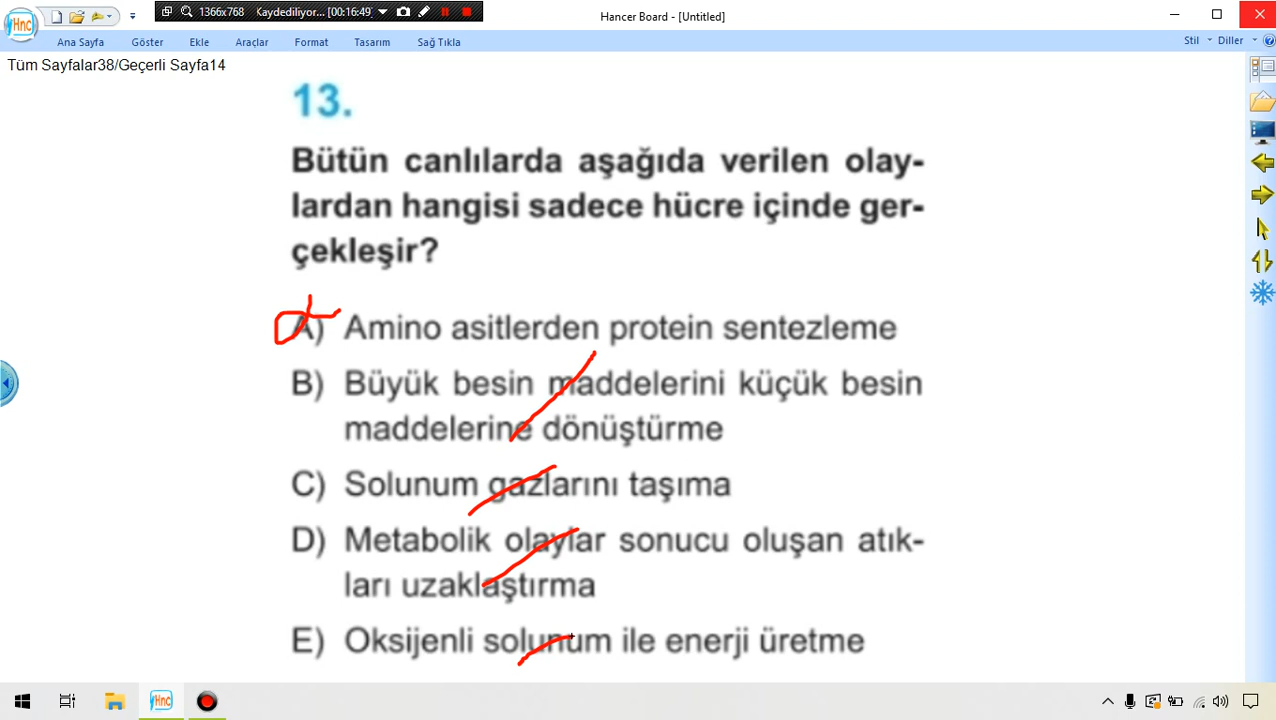 Hnc
1366x768 Kaydediliyor... [00:16:49]
Hancer Board - [Untitled]
Ana Sayfa Göster Ekle Araçlar Format Tasarım Sağ Tıkla
Stil Diller
Tüm Sayfalar38/Geçerli Sayfa14
13.
Bütün canlılarda aşağıda verilen olay-
lardan hangisi sadece hücre içinde ger-
çekleşir?
A) Amino asitlerden protein sentezleme
B) Büyük besin maddelerini küçük besin
maddelerine dönüştürme
C) Solunum gazlarını taşıma
D) Metabolik olaylar sonucu oluşan atık-
ları uzaklaştırma
E) Oksijenli solunum ile enerji üretme
Hnc